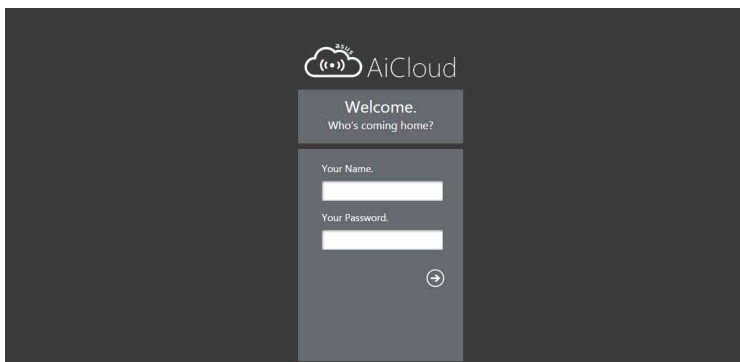 asus
AiCloud
Welcome.
Who's coming home?
Your Name.
Your Password.